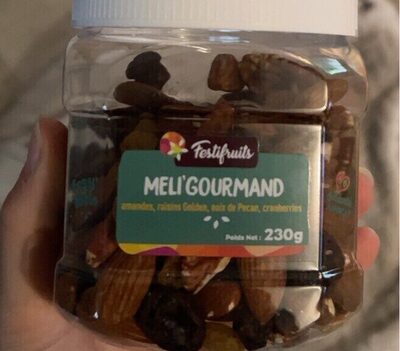 Festifruits
MELI'GOURMAND
amandes, raisins Golden, noix de Pecan, cranberries
Poids Net : 230g